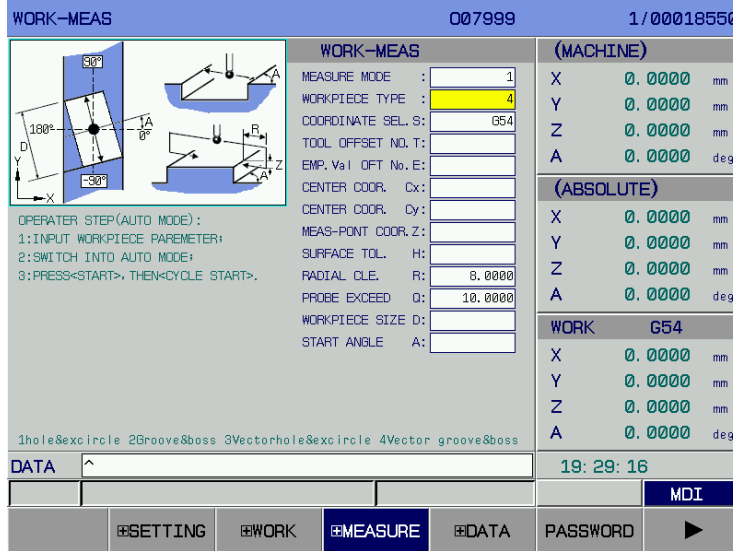 WORK-MEAS O07999 1/00018550
90°
180°
A
0°
D
Y
-90°
X
A
R
Z
A
OPERATER STEP(AUTO MODE):
1:INPUT WORKPIECE PAREMETER;
2:SWITCH INTO AUTO MODE;
3:PRESS<START>,THEN<CYCLE START>.
WORK-MEAS
MEASURE MODE : 1
WORKPIECE TYPE : 4
COORDINATE SEL.S: G54
TOOL OFFSET NO.T:
EMP.Val OFT No.E:
CENTER COOR. Cx:
CENTER COOR. Cy:
MEAS-PONT COOR.Z:
SURFACE TOL. H:
RADIAL CLE. R: 8.0000
PROBE EXCEED Q: 10.0000
WORKPIECE SIZE D:
START ANGLE A:
1hole&excircle 2Groove&boss 3Vectorhole&excircle 4Vector groove&boss
(MACHINE)
X 0.0000 mm
Y 0.0000 mm
Z 0.0000 mm
A 0.0000 deg
(ABSOLUTE)
X 0.0000 mm
Y 0.0000 mm
Z 0.0000 mm
A 0.0000 deg
WORK G54
X 0.0000 mm
Y 0.0000 mm
Z 0.0000 mm
A 0.0000 deg
DATA ^
19:29:16
MDI
⊞SETTING ⊞WORK ⊞MEASURE ⊞DATA PASSWORD ▶